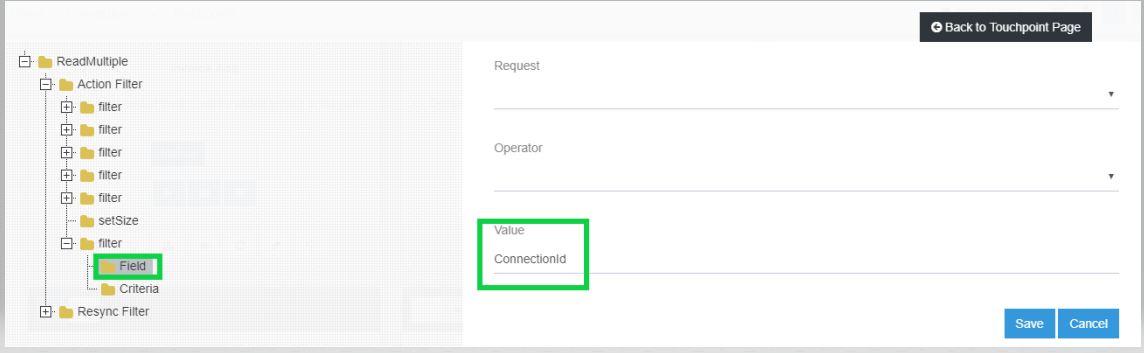 Back to Touchpoint Page
ReadMultiple
Action Filter
filter
filter
filter
filter
filter
setSize
filter
Field
Criteria
Resync Filter
Request
Operator
Value
ConnectionId
Save
Cancel